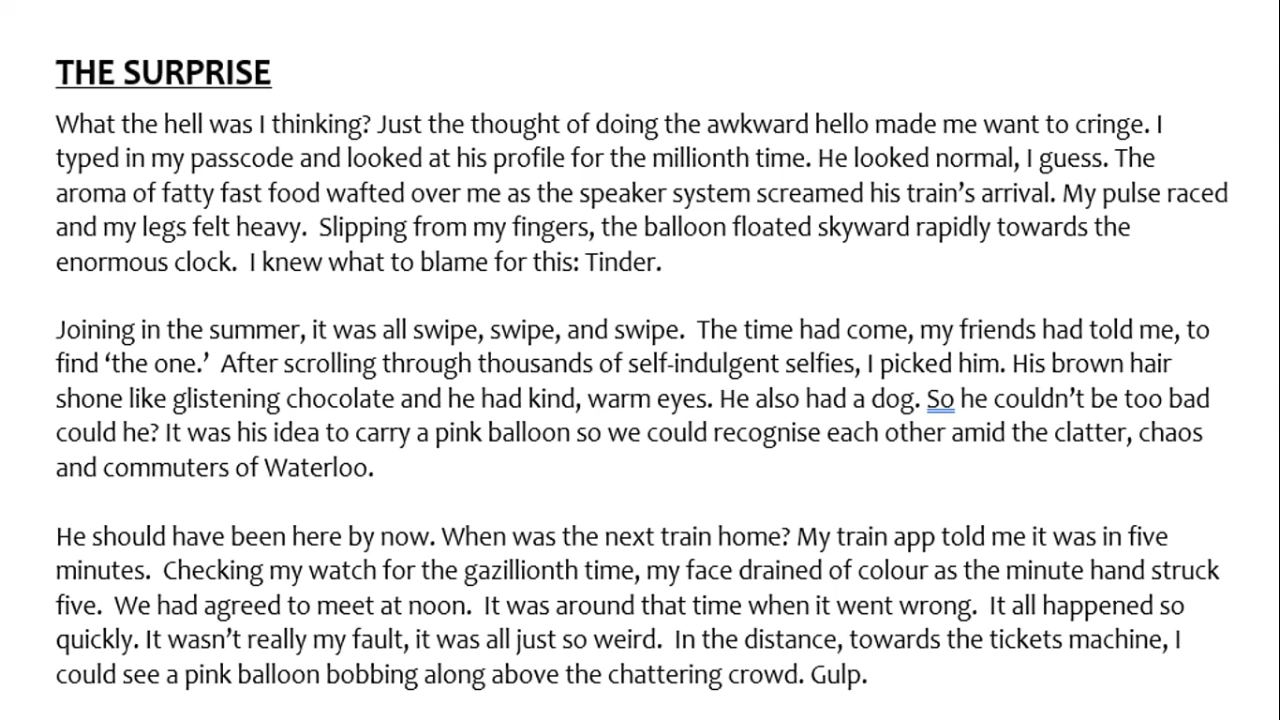 THE SURPRISE
What the hell was I thinking? Just the thought of doing the awkward hello made me want to cringe. I
typed in my passcode and looked at his profile for the millionth time. He looked normal, I guess. The
aroma of fatty fast food wafted over me as the speaker system screamed his train’s arrival. My pulse raced
and my legs felt heavy.  Slipping from my fingers, the balloon floated skyward rapidly towards the
enormous clock.  I knew what to blame for this: Tinder.
Joining in the summer, it was all swipe, swipe, and swipe.  The time had come, my friends had told me, to
find ‘the one.’  After scrolling through thousands of self-indulgent selfies, I picked him. His brown hair
shone like glistening chocolate and he had kind, warm eyes. He also had a dog. So he couldn’t be too bad
could he? It was his idea to carry a pink balloon so we could recognise each other amid the clatter, chaos
and commuters of Waterloo.
He should have been here by now. When was the next train home? My train app told me it was in five
minutes.  Checking my watch for the gazillionth time, my face drained of colour as the minute hand struck
five.  We had agreed to meet at noon.  It was around that time when it went wrong.  It all happened so
quickly. It wasn’t really my fault, it was all just so weird.  In the distance, towards the tickets machine, I
could see a pink balloon bobbing along above the chattering crowd. Gulp.